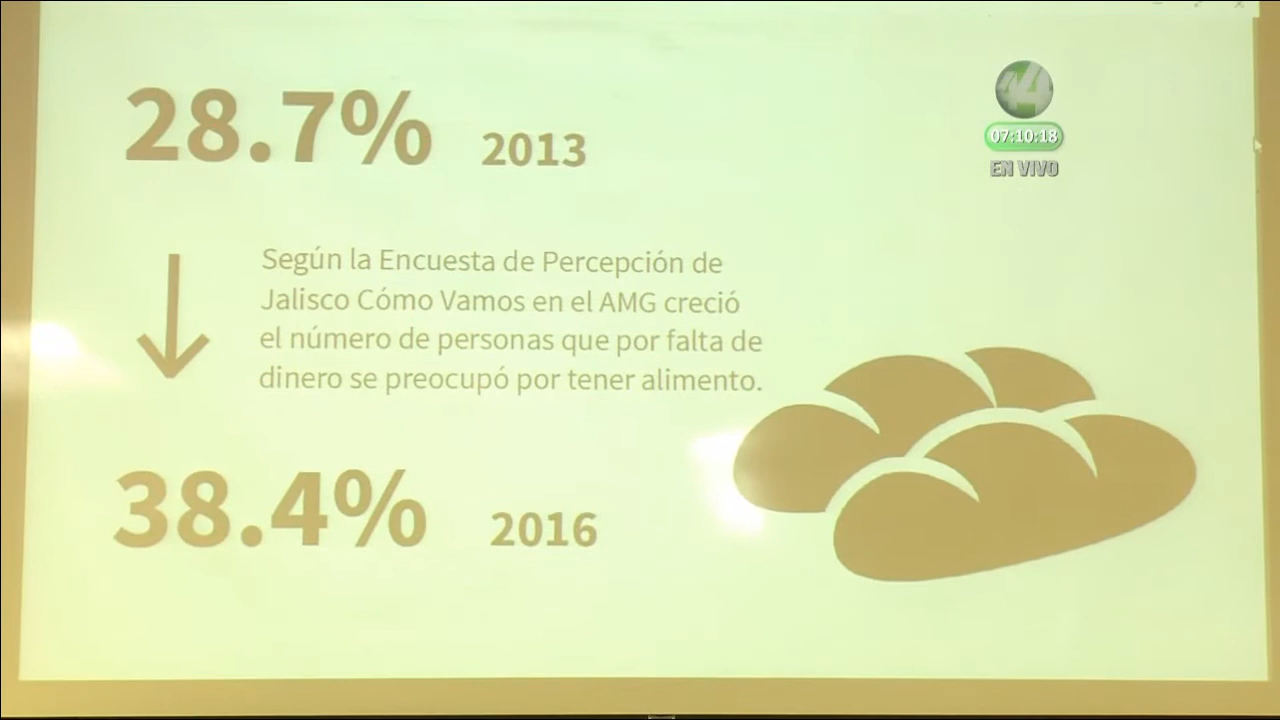 28.7% 2013
44
07:10:18
EN VIVO
Según la Encuesta de Percepción de
Jalisco Cómo Vamos en el AMG creció
el número de personas que por falta de
dinero se preocupó por tener alimento.
38.4% 2016